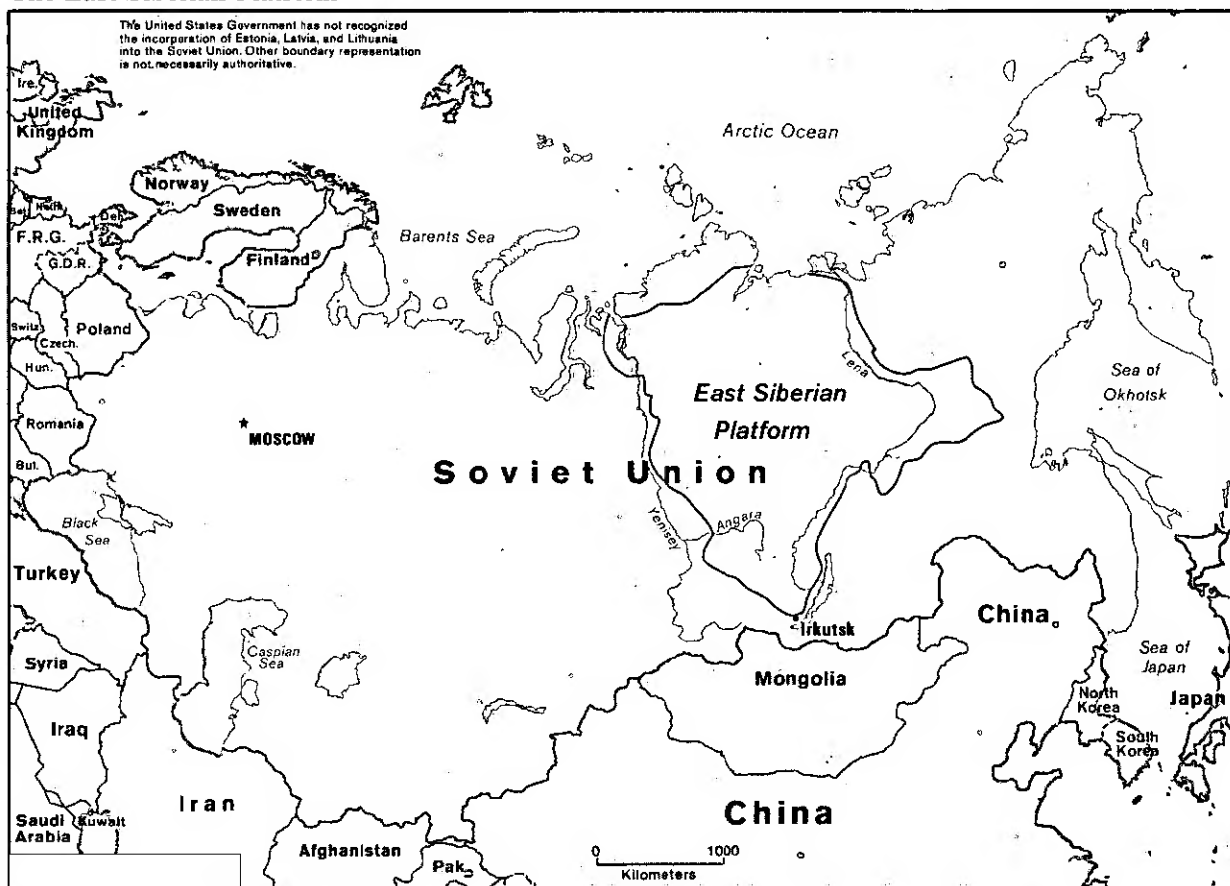 The United States Government has not recognized
the incorporation of Estonia, Latvia, and Lithuania
into the Soviet Union. Other boundary representation
is not necessarily authoritative.
Ire.
United
Kingdom
Arctic Ocean
Norway
Sweden
Bel.
Neth.
Den.
F.R.G.
G.D.R.
Finland
Barents Sea
Switz.
Poland
Czech.
Hun.
Romania
Bul.
MOSCOW
Lena
East Siberian
Platform
Sea of
Okhotsk
Soviet Union
Black
Sea
Yenisey
Angara
Turkey
Irkutsk
China
Syria
Caspian
Sea
Mongolia
Sea of
Japan
Japan
North
Korea
Iraq
South
Korea
Iran
China
Saudi
Arabia
Kuwait
Afghanistan
Pak.
0
1000
Kilometers